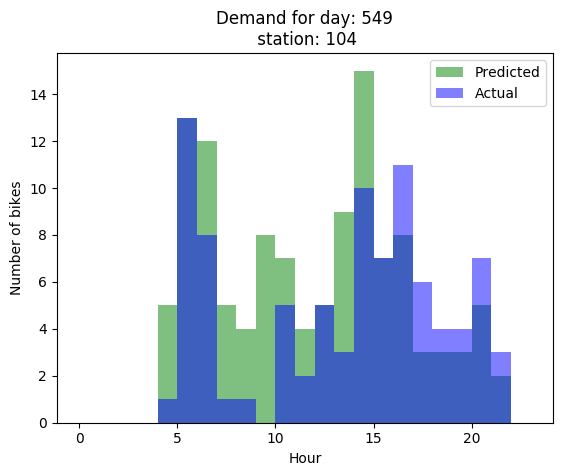 Demand for day: 549
station: 104
Predicted
Actual
Number of bikes
14
12
10
8
6
4
2
0
0
5
10
15
20
Hour